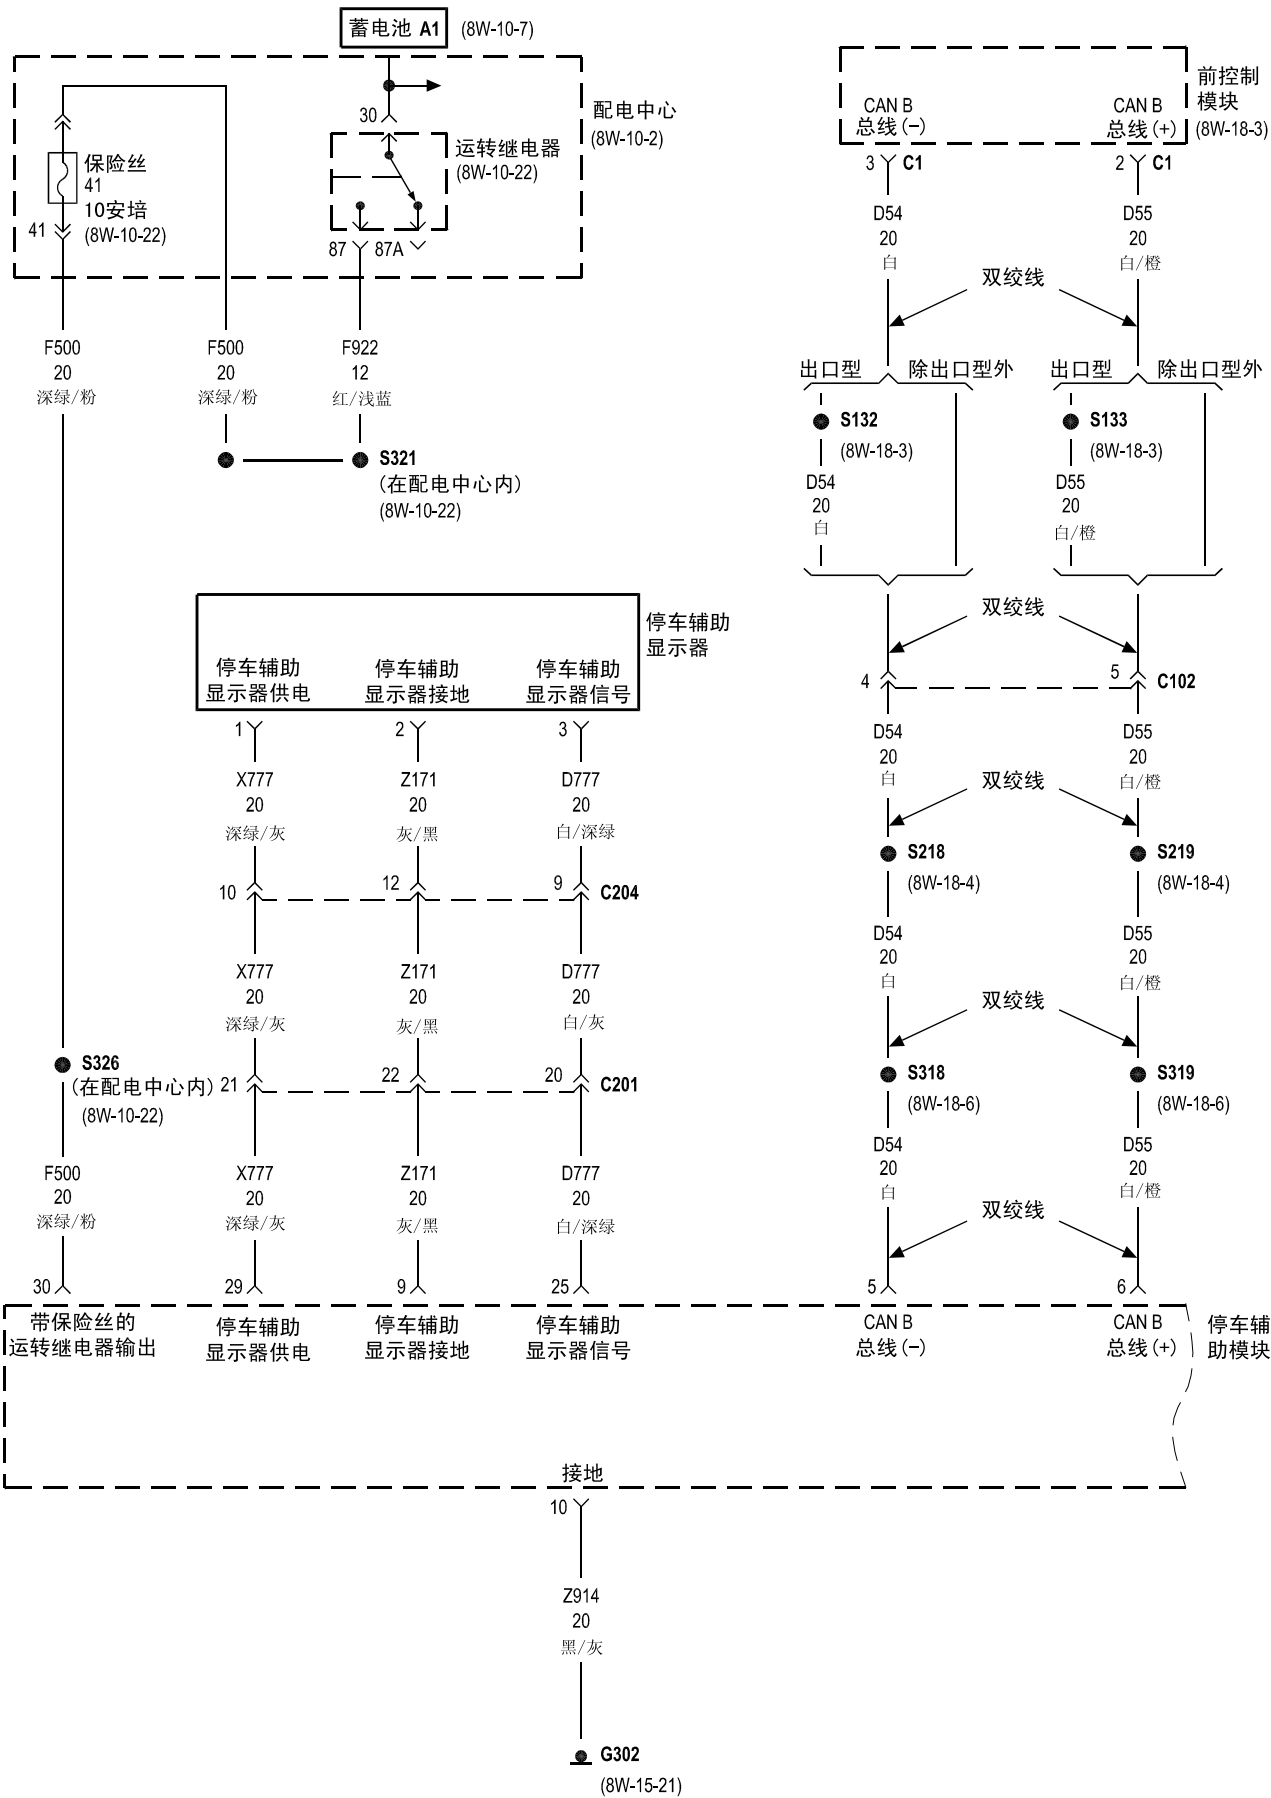 蓄电池 A1 (8W-10-7)
30
保险丝
41
10安培
(8W-10-22)
41
运转继电器
(8W-10-22)
87 87A
配电中心
(8W-10-2)
F500
20
深绿/粉
F500
20
深绿/粉
F922
12
红/浅蓝
S321
(在配电中心内)
(8W-10-22)
前控制
模块
(8W-18-3)
CAN B
总线(-)
CAN B
总线(+)
3 C1
2 C1
D54
20
白
D55
20
白/橙
双绞线
出口型 除出口型外
出口型 除出口型外
S132
(8W-18-3)
S133
(8W-18-3)
D54
20
白
D55
20
白/橙
双绞线
4 5 C102
D54
20
白
D55
20
白/橙
双绞线
S218
(8W-18-4)
S219
(8W-18-4)
D54
20
白
D55
20
白/橙
双绞线
S318
(8W-18-6)
S319
(8W-18-6)
D54
20
白
D55
20
白/橙
双绞线
5 6
停车辅助
显示器
停车辅助
显示器供电
停车辅助
显示器接地
停车辅助
显示器信号
1 2 3
X777
20
深绿/灰
Z171
20
灰/黑
D777
20
白/深绿
10 12 9 C204
X777
20
深绿/灰
Z171
20
灰/黑
D777
20
白/灰
S326
(在配电中心内)
(8W-10-22)
21 22 20 C201
F500
20
深绿/粉
X777
20
深绿/灰
Z171
20
灰/黑
D777
20
白/深绿
30 29 9 25
带保险丝的
运转继电器输出
停车辅助
显示器供电
停车辅助
显示器接地
停车辅助
显示器信号
CAN B
总线(-)
CAN B
总线(+)
停车辅
助模块
接地
10
Z914
20
黑/灰
G302
(8W-15-21)